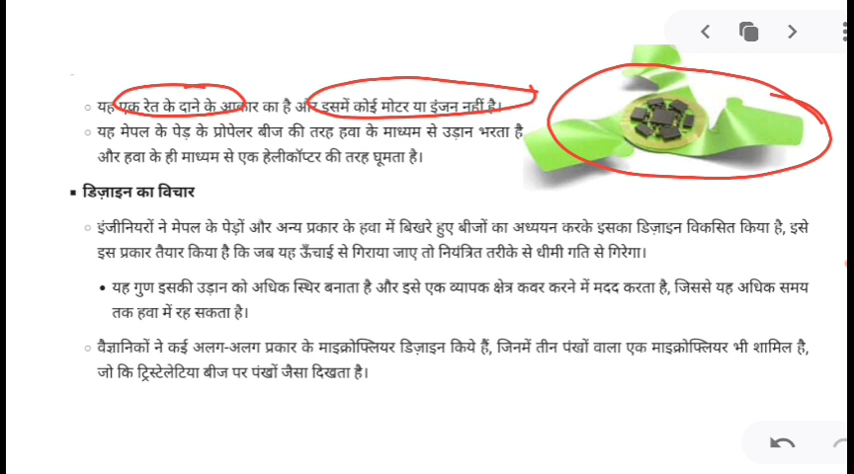 यह एक रेत के दाने के आकार का है और इसमें कोई मोटर या इंजन नहीं है।
यह मेपल के पेड़ के प्रोपेलर बीज की तरह हवा के माध्यम से उड़ान भरता है
और हवा के ही माध्यम से एक हेलीकॉप्टर की तरह घूमता है।
डिज़ाइन का विचार
इंजीनियरों ने मेपल के पेड़ों और अन्य प्रकार के हवा में बिखरे हुए बीजों का अध्ययन करके इसका डिज़ाइन विकसित किया है, इसे
इस प्रकार तैयार किया है कि जब यह ऊँचाई से गिराया जाए तो नियंत्रित तरीके से धीमी गति से गिरेगा।
यह गुण इसकी उड़ान को अधिक स्थिर बनाता है और इसे एक व्यापक क्षेत्र कवर करने में मदद करता है, जिससे यह अधिक समय
तक हवा में रह सकता है।
वैज्ञानिकों ने कई अलग-अलग प्रकार के माइक्रोफ्लियर डिज़ाइन किये हैं, जिनमें तीन पंखों वाला एक माइक्रोफ्लियर भी शामिल है,
जो कि ट्रिस्टेलेटिया बीज पर पंखों जैसा दिखता है।